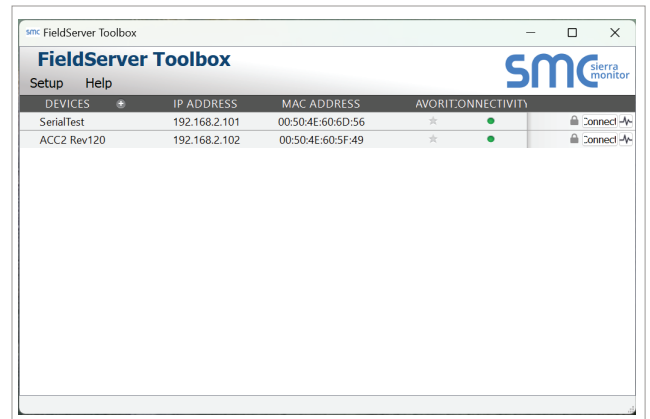 smc FieldServer Toolbox
FieldServer Toolbox
smc sierra monitor
Setup Help
DEVICES IP ADDRESS MAC ADDRESS AVORIT CONNECTIVITY
SerialTest 192.168.2.101 00:50:4E:60:6D:56 Connect
ACC2 Rev120 192.168.2.102 00:50:4E:60:5F:49 Connect